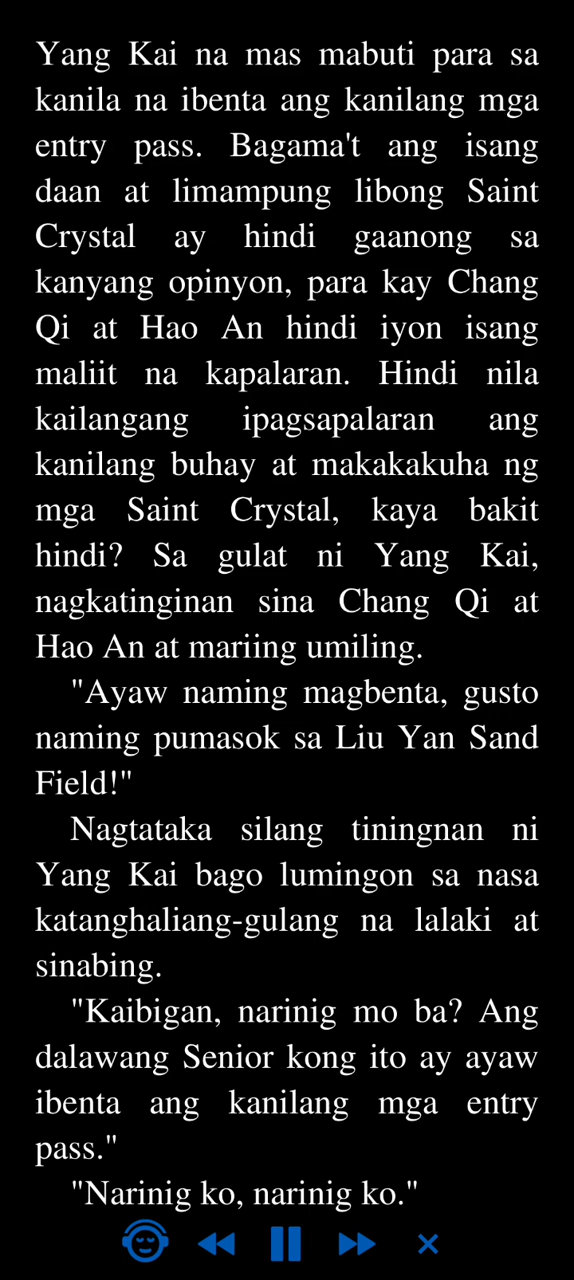 Yang Kai na mas mabuti para sa
kanila na ibenta ang kanilang mga
entry pass. Bagama't ang isang
daan at limampung libong Saint
Crystal ay hindi gaanong sa
kanyang opinyon, para kay Chang
Qi at Hao An hindi iyon isang
maliit na kapalaran. Hindi nila
kailangang ipagsapalaran ang
kanilang buhay at makakakuha ng
mga Saint Crystal, kaya bakit
hindi? Sa gulat ni Yang Kai,
nagkatinginan sina Chang Qi at
Hao An at mariing umiling.
"Ayaw naming magbenta, gusto
naming pumasok sa Liu Yan Sand
Field!"
Nagtataka silang tiningnan ni
Yang Kai bago lumingon sa nasa
katanghaliang-gulang na lalaki at
sinabing.
"Kaibigan, narinig mo ba? Ang
dalawang Senior kong ito ay ayaw
ibenta ang kanilang mga entry
pass."
"Narinig ko, narinig ko."